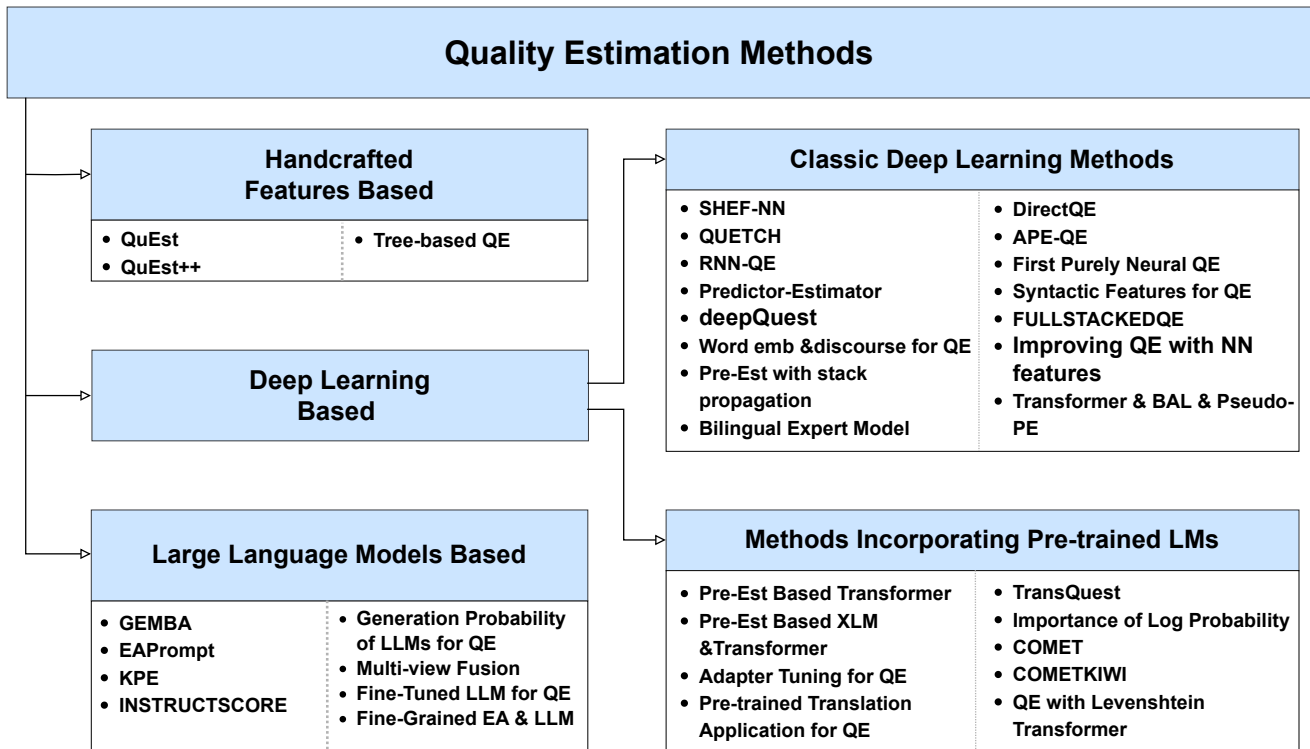 Quality Estimation Methods
Handcrafted
Features Based
• QuEst
• QuEst++
• Tree-based QE
Deep Learning
Based
Large Language Models Based
• GEMBA
• EAPrompt
• KPE
• INSTRUCTSCORE
• Generation Probability
of LLMs for QE
• Multi-view Fusion
• Fine-Tuned LLM for QE
• Fine-Grained EA & LLM
Classic Deep Learning Methods
• SHEF-NN
• QUETCH
• RNN-QE
• Predictor-Estimator
• deepQuest
• Word emb &discourse for QE
• Pre-Est with stack
propagation
• Bilingual Expert Model
• DirectQE
• APE-QE
• First Purely Neural QE
• Syntactic Features for QE
• FULLSTACKEDQE
• Improving QE with NN
features
• Transformer & BAL & Pseudo-
PE
Methods Incorporating Pre-trained LMs
• Pre-Est Based Transformer
• Pre-Est Based XLM
&Transformer
• Adapter Tuning for QE
• Pre-trained Translation
Application for QE
• TransQuest
• Importance of Log Probability
• COMET
• COMETKIWI
• QE with Levenshtein
Transformer